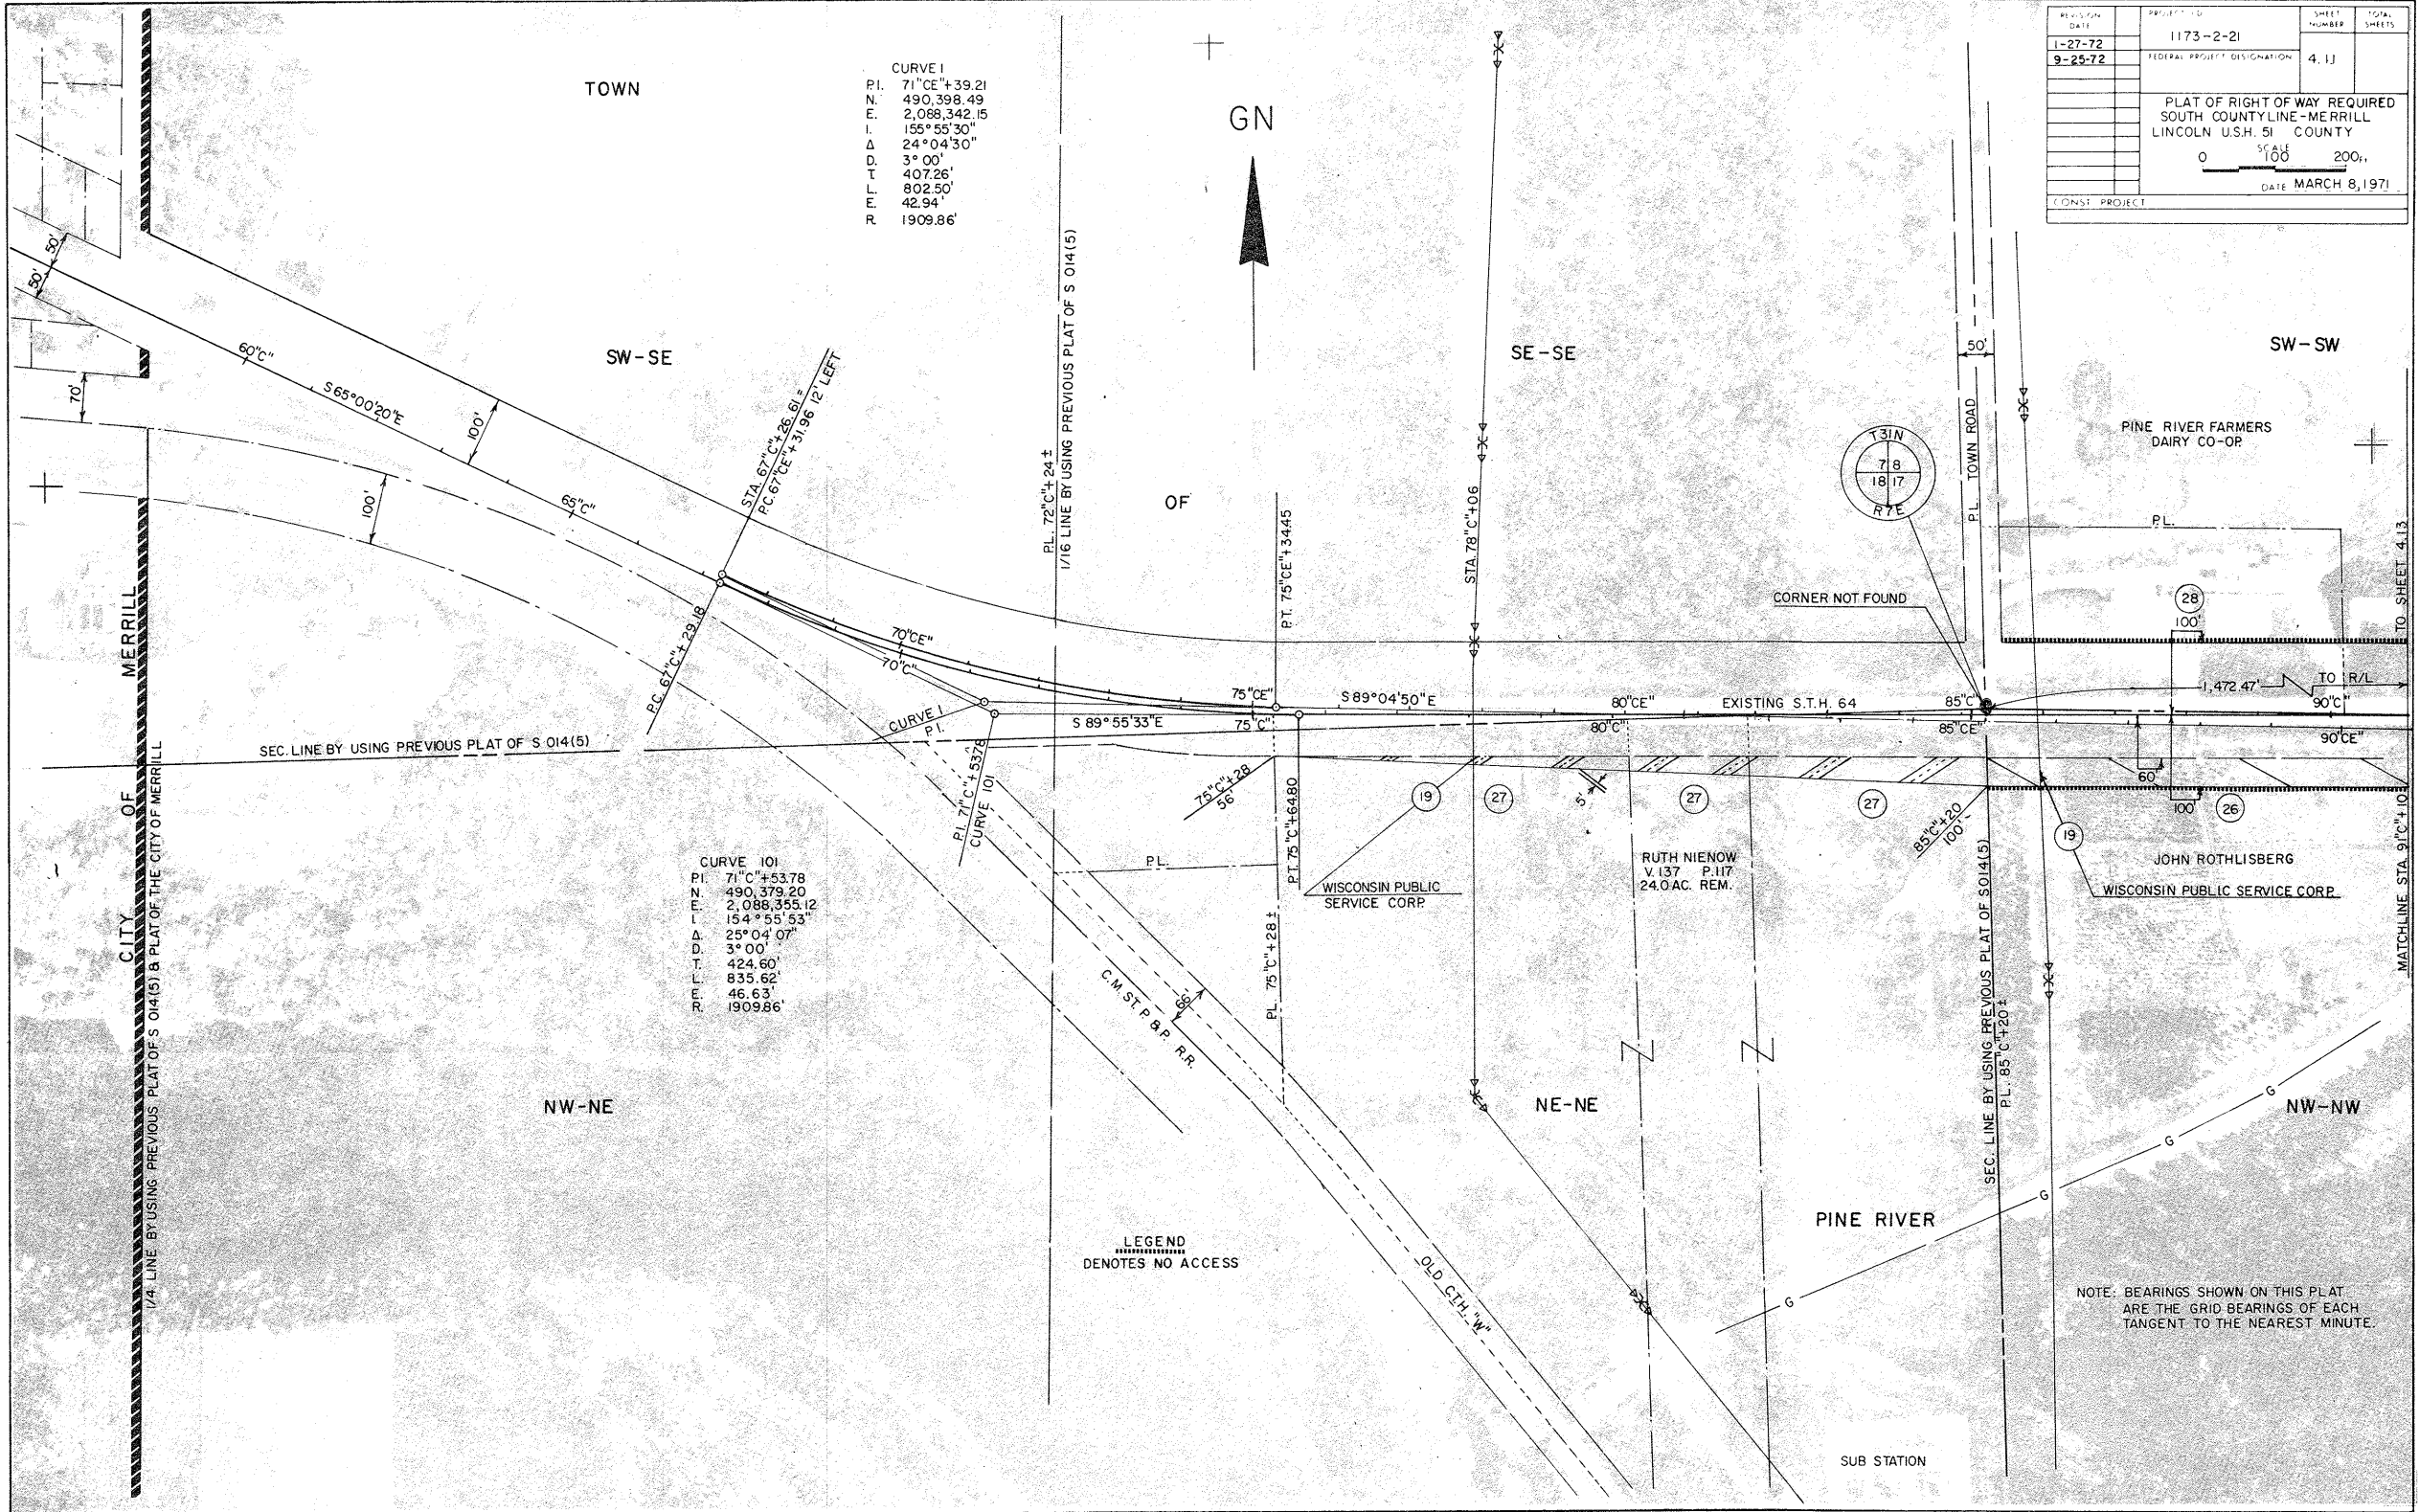 REVISION DATE
1-27-72
9-25-72
PROJECT I.D.
1173-2-21
FEDERAL PROJECT DESIGNATION
SHEET NUMBER
4.11
TOTAL SHEETS
PLAT OF RIGHT OF WAY REQUIRED
SOUTH COUNTY LINE-MERRILL
LINCOLN U.S.H. 51 COUNTY
SCALE
0 100 200 FT.
DATE MARCH 8, 1971
CONST. PROJECT
TOWN
CURVE 1
P.I. 71"CE"+39.21
N. 490,398.49
E. 2,088,342.15
I. 155°55'30"
Δ 24°04'30"
D. 3°00'
T. 407.26'
L. 802.50'
E. 42.94'
R. 1909.86'
GN
50'
50'
70'
60"C"
S 65°00'20"E
100'
100'
65"C"
SW-SE
STA. 67"C"+26.61=
P.C. 67"CE"+31.96 12' LEFT
P.C. 67"C"+29.18
P.L. 72"C"+24±
1/16 LINE BY USING PREVIOUS PLAT OF S 014(5)
OF
SE-SE
SW-SW
50'
P.L. TOWN ROAD
PINE RIVER FARMERS
DAIRY CO-OP.
T31N
7 8
18 17
R7E
P.L.
CORNER NOT FOUND
28
100'
TO SHEET 4.13
STA. 78"C"+06
P.T. 75"CE"+34.45
70"CE"
70"C"
75"CE"
S 89°04'50"E
80"CE"
EXISTING S.T.H. 64
85"C"
1,472.47'
TO R/L
90"C"
CURVE 1
P.I.
S 89°55'33"E
75"C"
80"C"
85"CE"
90"CE"
SEC. LINE BY USING PREVIOUS PLAT OF S 014(5)
P.I. 71"C"+53.78
CURVE 101
75"C"+28
56'
P.T. 75"C"+64.80
19
27
5'
27
27
85"C"+20
100'
60'
100'
26
19
P.L.
WISCONSIN PUBLIC
SERVICE CORP.
RUTH NIENOW
V. 137 P. 117
24.0 AC. REM.
JOHN ROTHLISBERG
WISCONSIN PUBLIC SERVICE CORP.
MATCHLINE STA. 91"C"+10
CITY OF MERRILL
1/4 LINE BY USING PREVIOUS PLAT OF S 014(5) & PLAT OF THE CITY OF MERRILL
CURVE 101
P.I. 71"C"+53.78
N. 490,379.20
E. 2,088,355.12
I. 154°55'53"
Δ. 25°04'07"
D. 3°00'
T. 424.60'
L. 835.62'
E. 46.63'
R. 1909.86'
P.L. 75"C"+28±
66'
C.M. ST. P. & P. R.R.
SEC. LINE BY USING PREVIOUS PLAT OF S 014(5)
P.L. 85"C"+20±
NW-NE
NE-NE
NW-NW
G
G
G
G
PINE RIVER
LEGEND
DENOTES NO ACCESS
OLD C.T.H. "W"
NOTE: BEARINGS SHOWN ON THIS PLAT
ARE THE GRID BEARINGS OF EACH
TANGENT TO THE NEAREST MINUTE.
SUB STATION